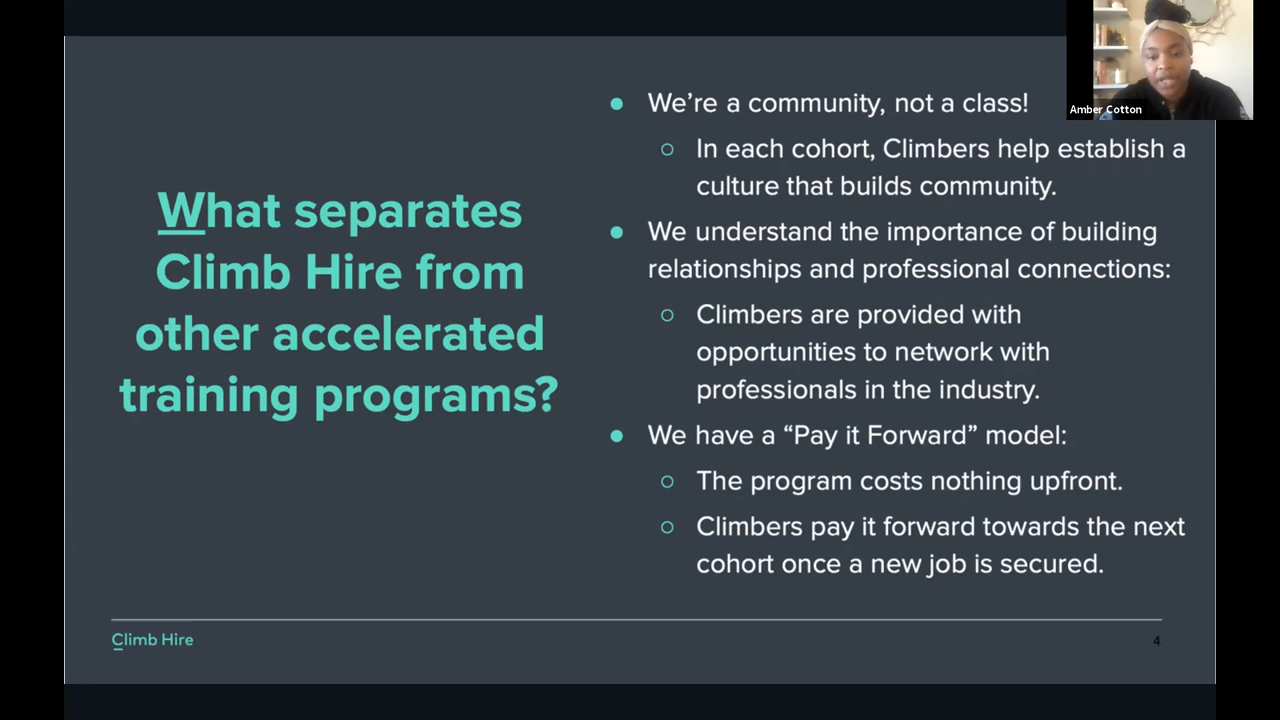 What separates
Climb Hire from
other accelerated
training programs?
● We’re a community, not a class!
○ In each cohort, Climbers help establish a
culture that builds community.
● We understand the importance of building
relationships and professional connections:
○ Climbers are provided with
opportunities to network with
professionals in the industry.
● We have a “Pay it Forward” model:
○ The program costs nothing upfront.
○ Climbers pay it forward towards the next
cohort once a new job is secured.
Amber Cotton
Climb Hire
4